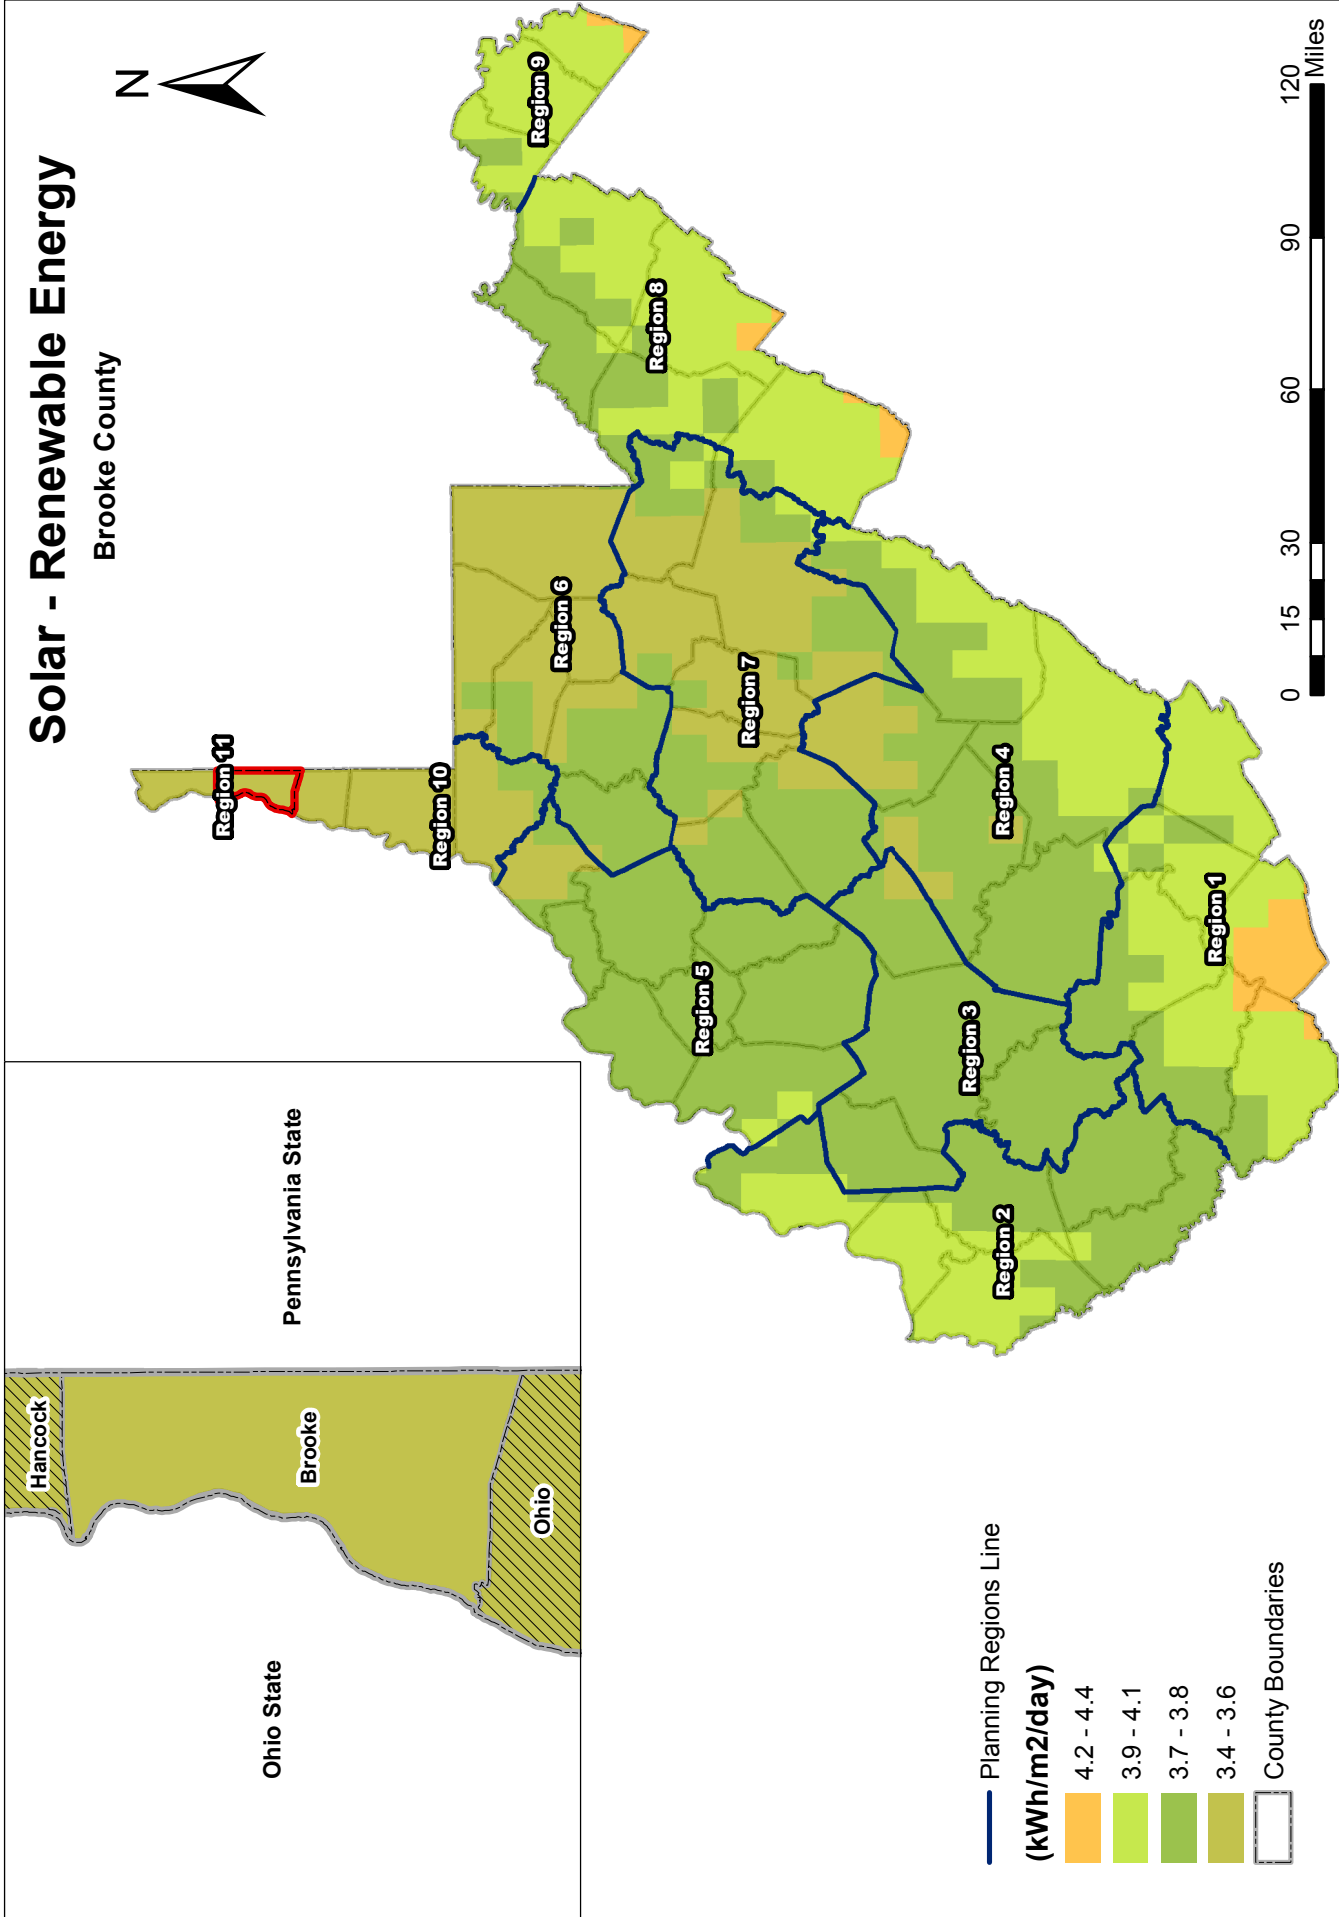 Solar - Renewable Energy
Brooke County
N
Ohio State
Pennsylvania State
Hancock
Brooke
Ohio
Region 11
Region 10
Region 6
Region 9
Region 8
Region 7
Region 5
Region 4
Region 3
Region 2
Region 1
Planning Regions Line
(kWh/m2/day)
4.2 - 4.4
3.9 - 4.1
3.7 - 3.8
3.4 - 3.6
County Boundaries
0 15 30 60 90 120
Miles